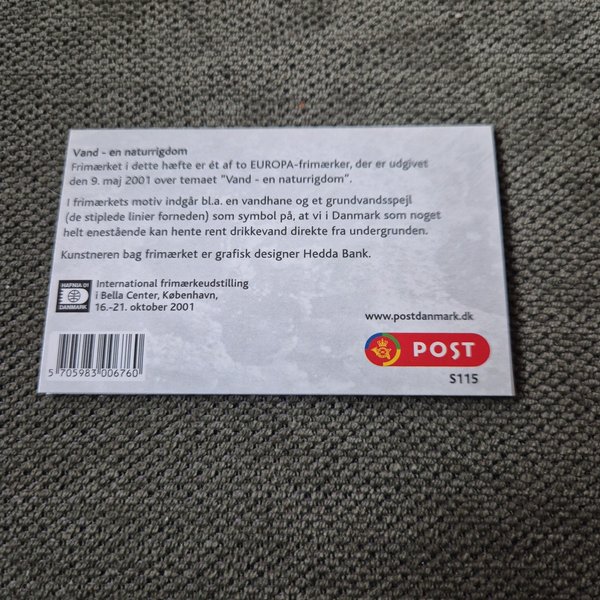 Vand - en naturrigdom
Frimærket i dette hæfte er ét af to EUROPA-frimærker, der er udgivet
den 9. maj 2001 over temaet "Vand - en naturrigdom".
I frimærkets motiv indgår bl.a. en vandhane og et grundvandsspejl
(de stiplede linier forneden) som symbol på, at vi i Danmark som noget
helt enestående kan hente rent drikkevand direkte fra undergrunden.
Kunstneren bag frimærket er grafisk designer Hedda Bank.
HAFNIA 01
DANMARK
International frimærkeudstilling
i Bella Center, København,
16.-21. oktober 2001
www.postdanmark.dk
POST
S115
5 705983 006760